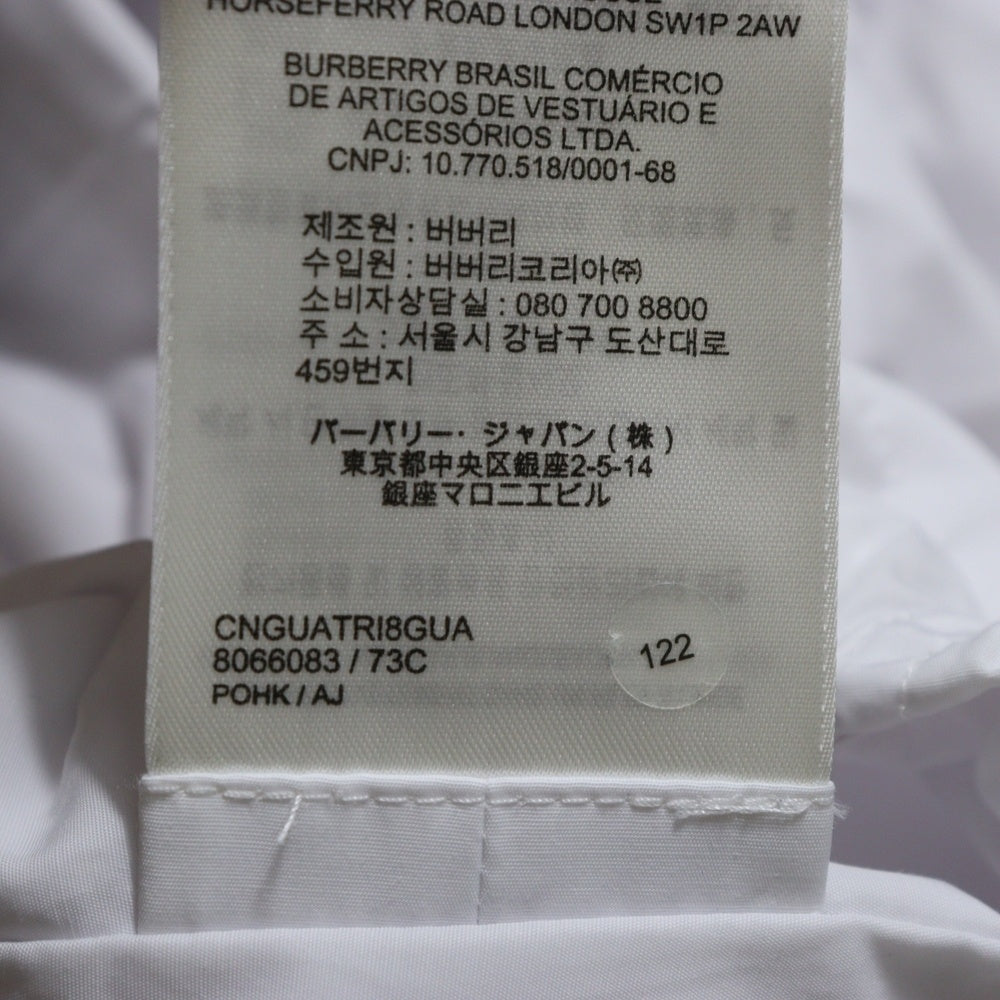 HORSEFERRY ROAD LONDON SW1P 2AW
BURBERRY BRASIL COMÉRCIO
DE ARTIGOS DE VESTUÁRIO E
ACESSÓRIOS LTDA.
CNPJ: 10.770.518/0001-68
제조원 : 버버리
수입원 : 버버리코리아㈜
소비자상담실 : 080 700 8800
주 소 : 서울시 강남구 도산대로
459번지
バーバリー· ジャパン ( 株 )
東京都中央区銀座2-5-14
銀座マロニエビル
CNGUATRI8GUA
8066083 / 73C
POHK / AJ
122